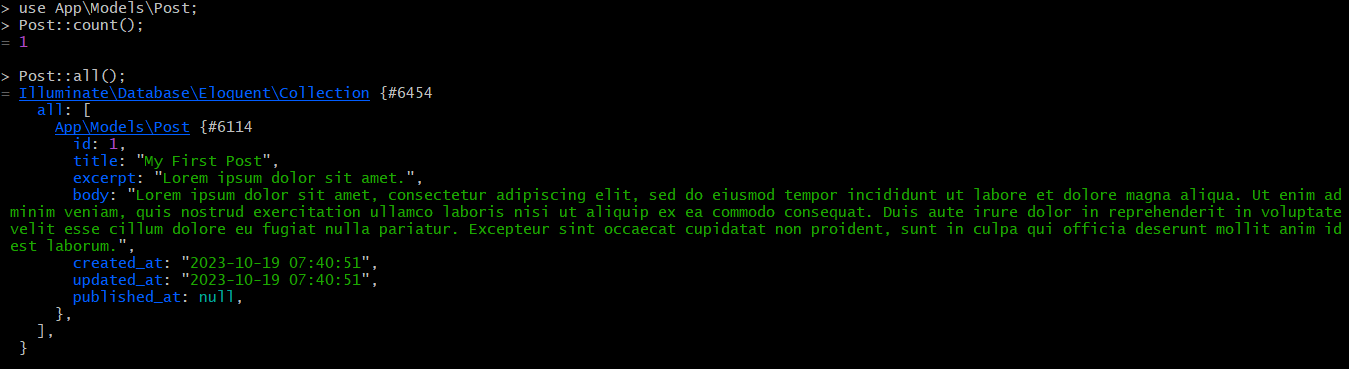 > use App\Models\Post;
> Post::count();
= 1
> Post::all();
= Illuminate\Database\Eloquent\Collection {#6454
all: [
App\Models\Post {#6114
id: 1,
title: "My First Post",
excerpt: "Lorem ipsum dolor sit amet.",
body: "Lorem ipsum dolor sit amet, consectetur adipiscing elit, sed do eiusmod tempor incididunt ut labore et dolore magna aliqua. Ut enim ad
minim veniam, quis nostrud exercitation ullamco laboris nisi ut aliquip ex ea commodo consequat. Duis aute irure dolor in reprehenderit in voluptate
velit esse cillum dolore eu fugiat nulla pariatur. Excepteur sint occaecat cupidatat non proident, sunt in culpa qui officia deserunt mollit anim id
est laborum.",
created_at: "2023-10-19 07:40:51",
updated_at: "2023-10-19 07:40:51",
published_at: null,
},
],
}